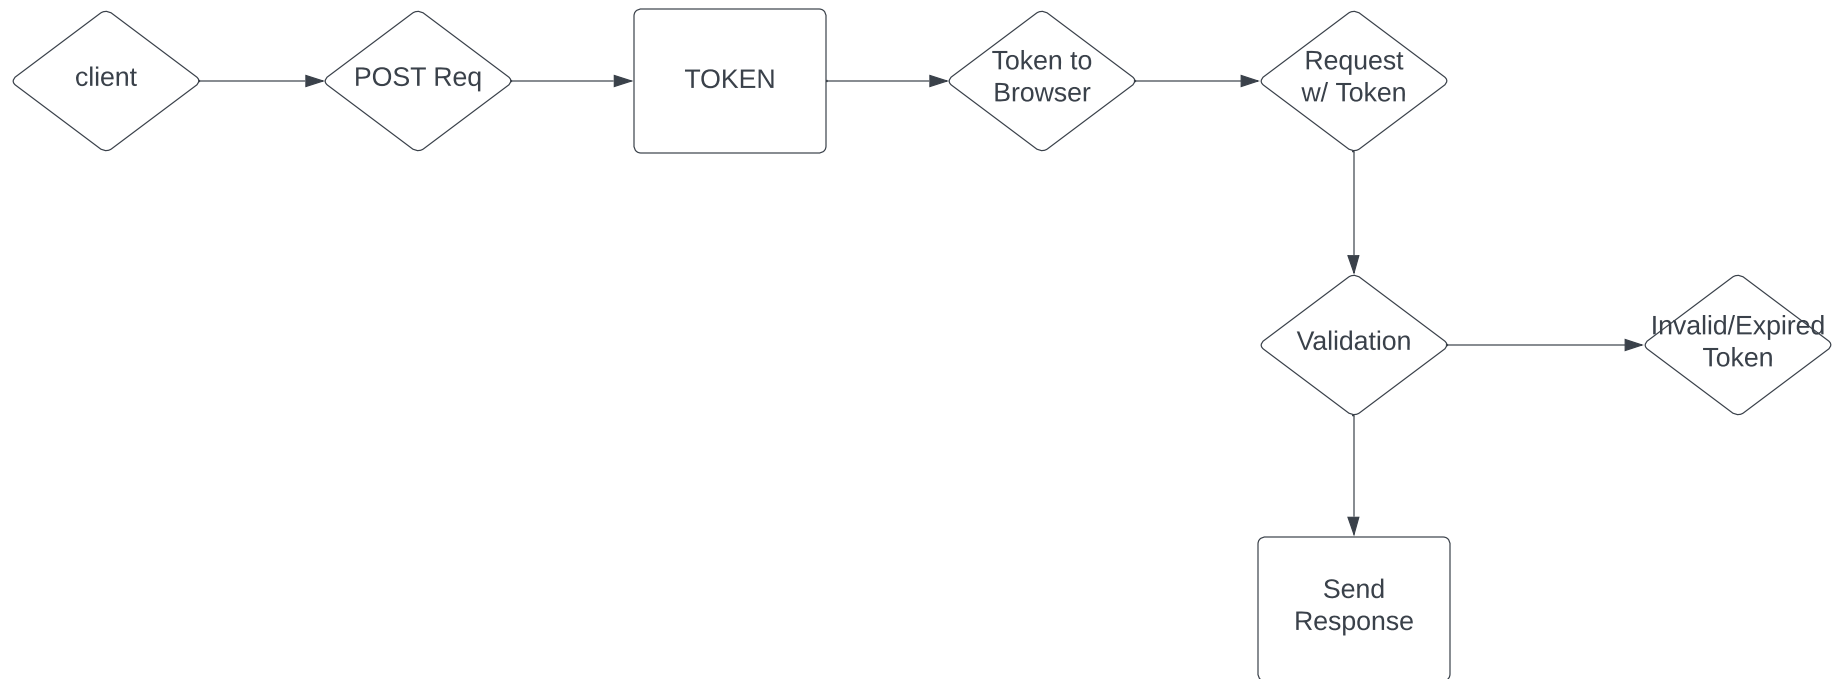 client
POST Req
TOKEN
Token to
Browser
Request
w/ Token
Validation
Invalid/Expired
Token
Send
Response